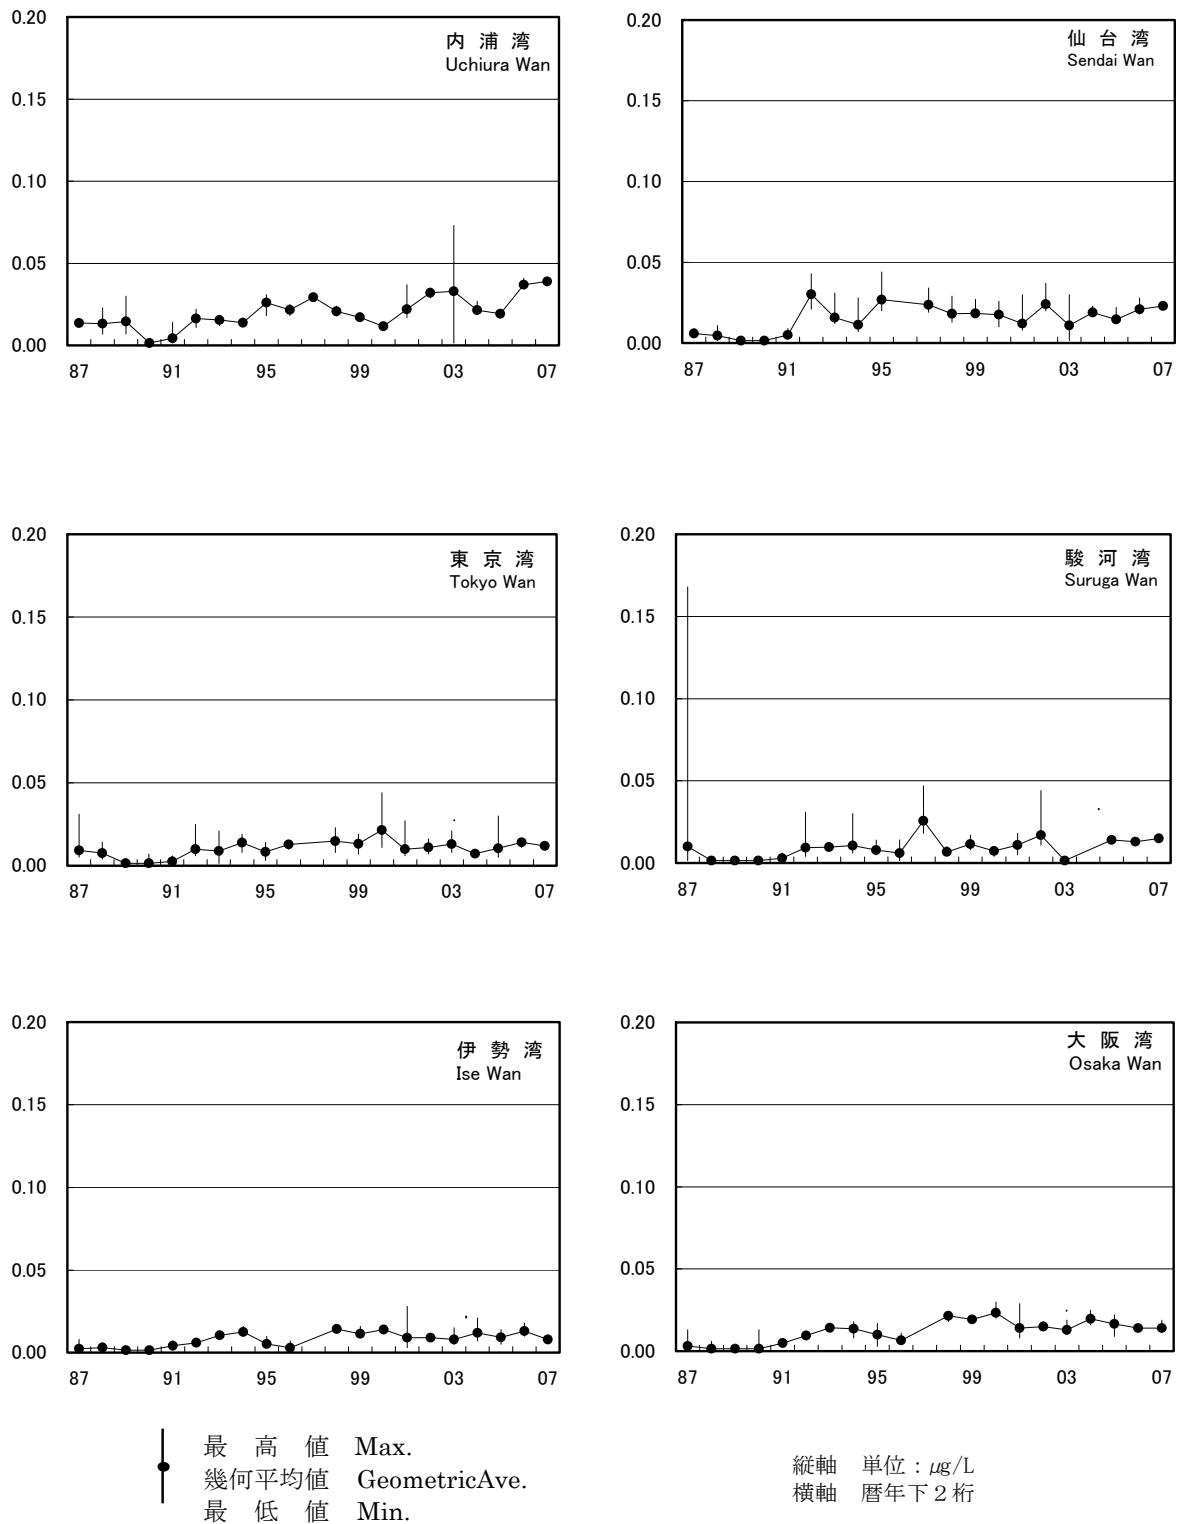 0.20
0.15
0.10
0.05
0.00
内 浦 湾
Uchiura Wan
87 91 95 99 03 07
0.20
0.15
0.10
0.05
0.00
仙 台 湾
Sendai Wan
87 91 95 99 03 07
0.20
0.15
0.10
0.05
0.00
東 京 湾
Tokyo Wan
87 91 95 99 03 07
0.20
0.15
0.10
0.05
0.00
駿 河 湾
Suruga Wan
87 91 95 99 03 07
0.20
0.15
0.10
0.05
0.00
伊 勢 湾
Ise Wan
87 91 95 99 03 07
0.20
0.15
0.10
0.05
0.00
大 阪 湾
Osaka Wan
87 91 95 99 03 07
最 高 値 Max.
幾何平均値 GeometricAve.
最 低 値 Min.
縦軸 単位：μg/L
横軸 暦年下２桁